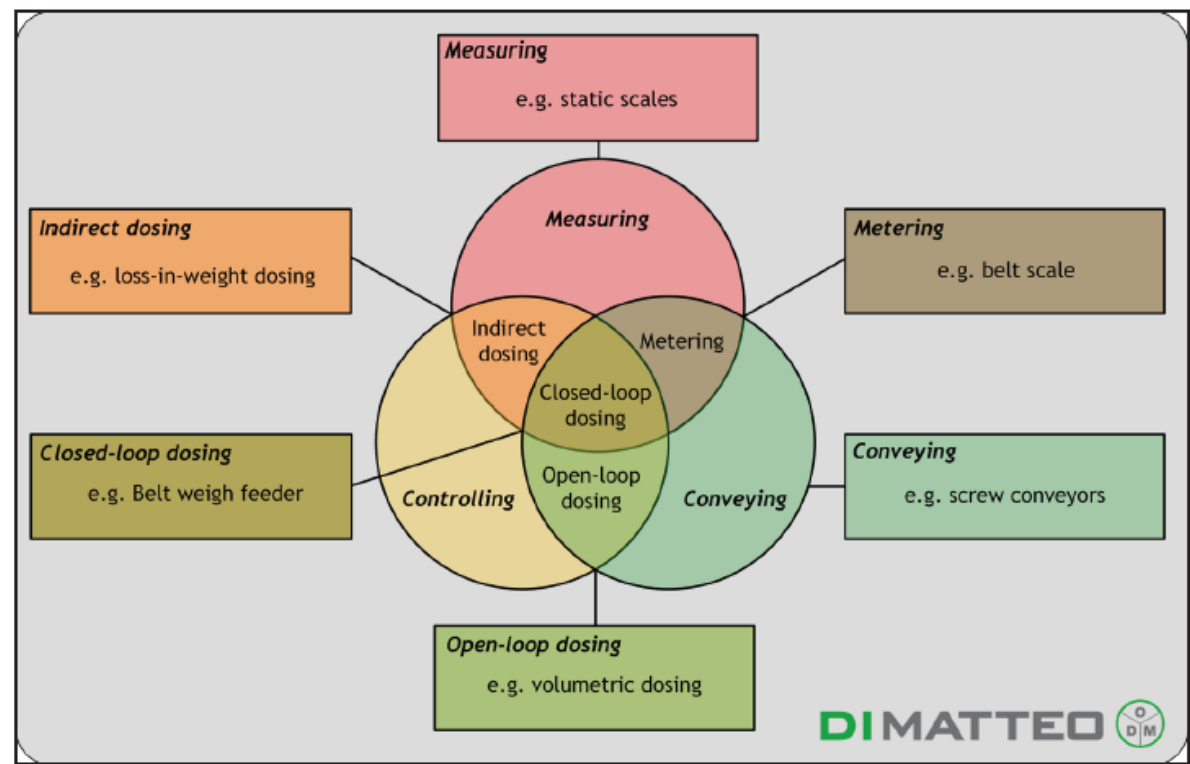 Measuring
e.g. static scales
Indirect dosing
e.g. loss-in-weight dosing
Measuring
Metering
e.g. belt scale
Indirect
dosing
Metering
Closed-loop
dosing
Closed-loop dosing
e.g. Belt weigh feeder
Controlling
Open-loop
dosing
Conveying
Conveying
e.g. screw conveyors
Open-loop dosing
e.g. volumetric dosing
DIMATTEO
O
D M